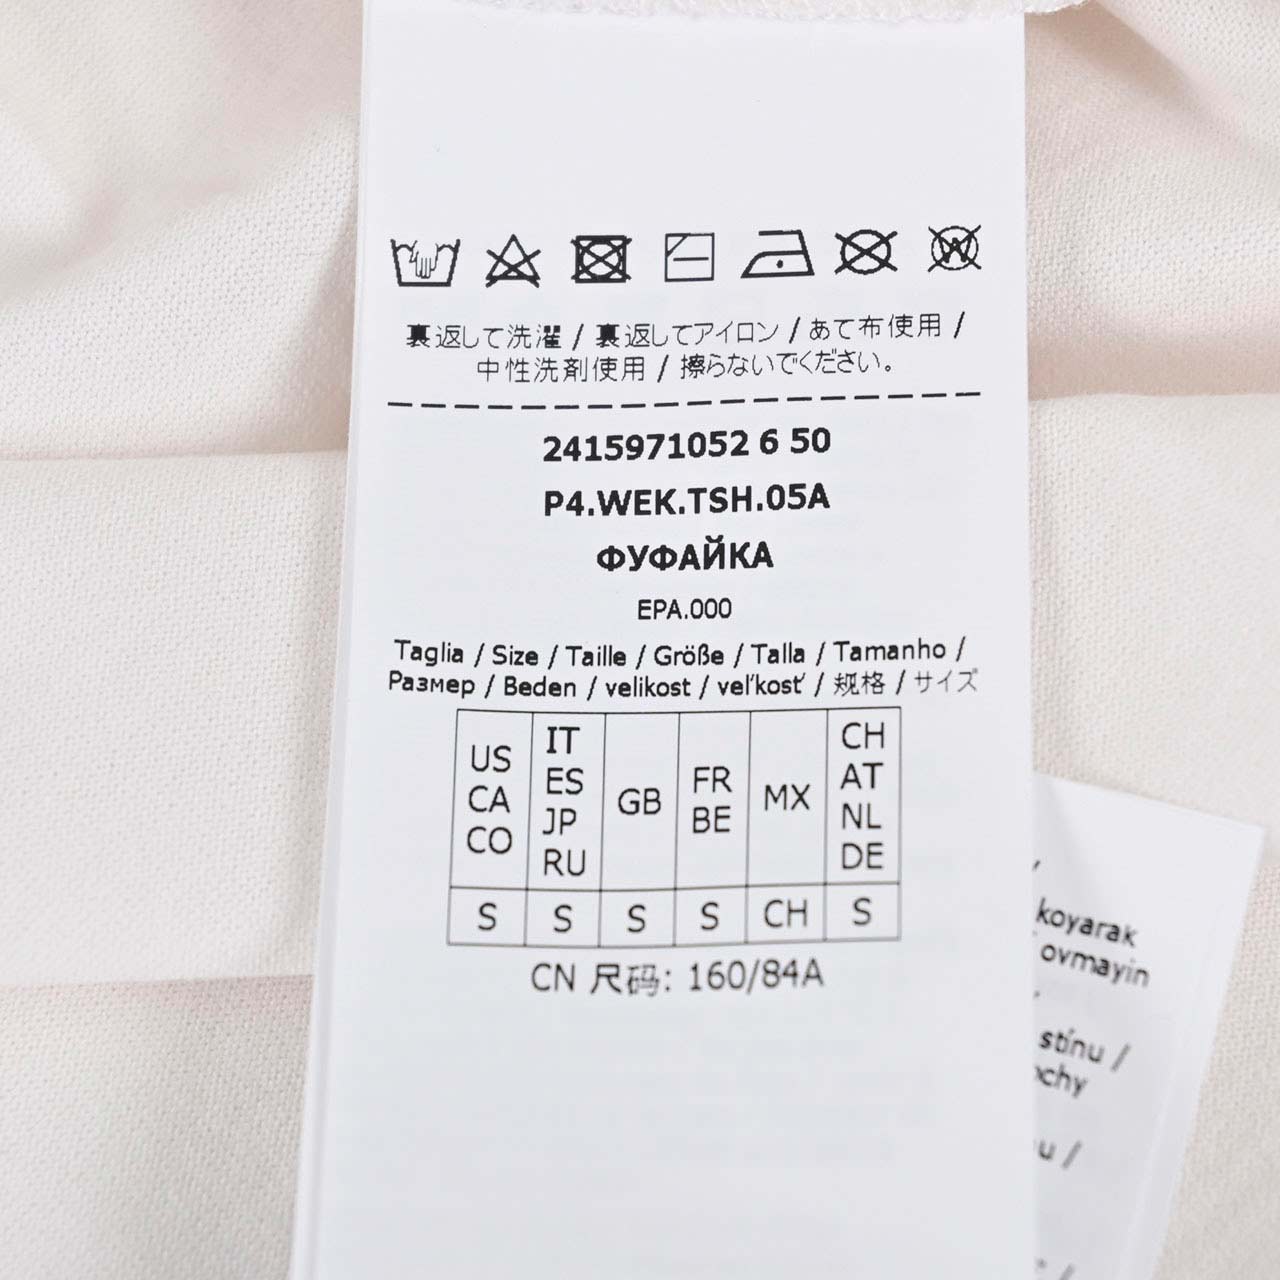 裏返して洗濯 / 裏返してアイロン / あて布使用 /
中性洗剤使用 / 擦らないでください。
2415971052 6 50
P4.WEK.TSH.05A
ФУФАЙКА
EPA.000
Taglia / Size / Taille / Größe / Talla / Tamanho /
Размер / Beden / velikost / veľkosť / 规格 / サイズ
US CA CO
IT ES JP RU
GB
FR BE
MX
CH AT NL DE
S S S S CH S
CN 尺码: 160/84A
koyarak
ovmayin
stínu /
ochy
u /